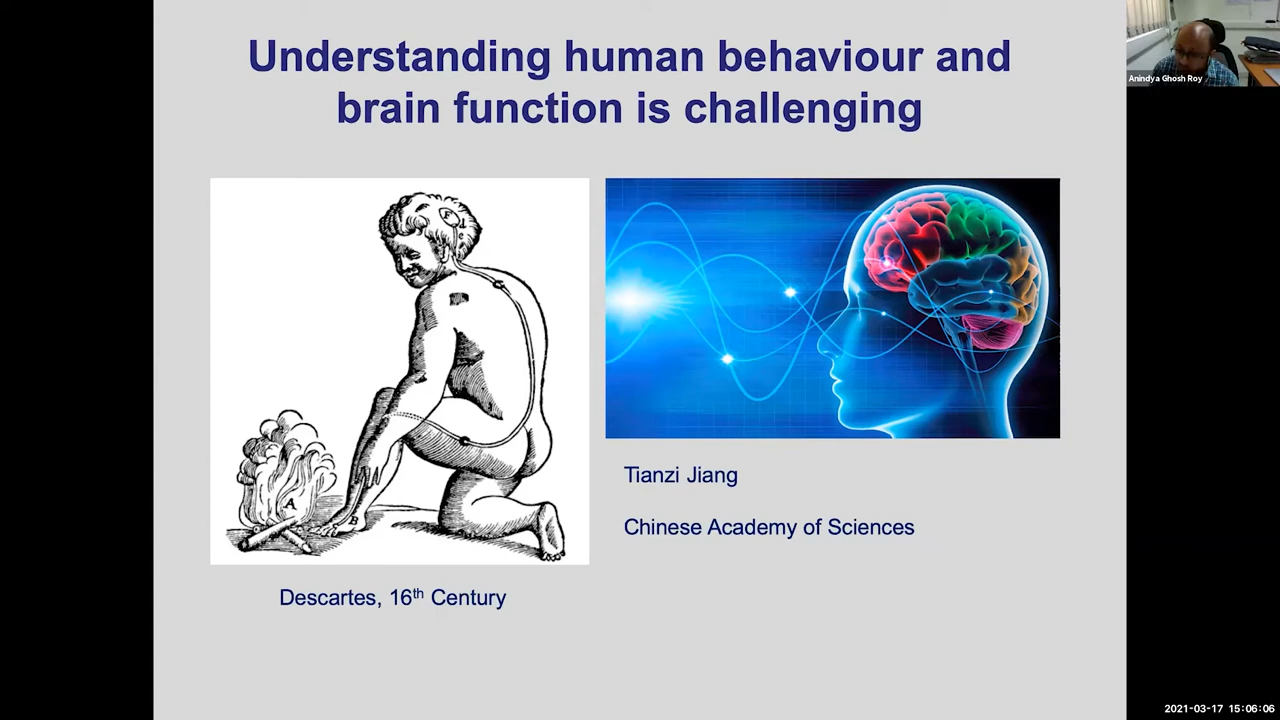 Understanding human behaviour and
brain function is challenging
Anindya Ghosh Roy
F
A
B
Tianzi Jiang
Chinese Academy of Sciences
Descartes, 16th Century
2021-03-17 15:06:06